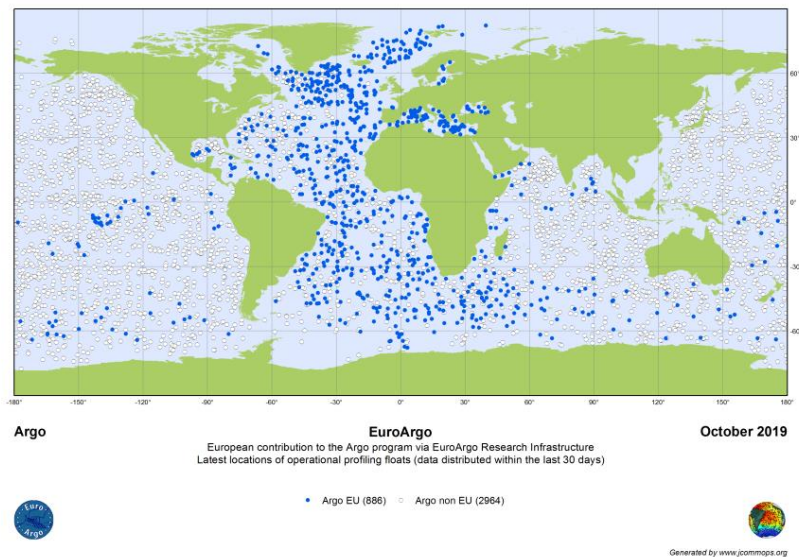 60°
30°
0°
-30°
-60°
-180° -150° -120° -90° -60° -30° 0° 30° 60° 90° 120° 150° 180°
Argo EuroArgo October 2019
European contribution to the Argo program via EuroArgo Research Infrastructure
Latest locations of operational profiling floats (data distributed within the last 30 days)
Argo EU (886) Argo non EU (2964)
Euro
Argo
Generated by www.jcommops.org